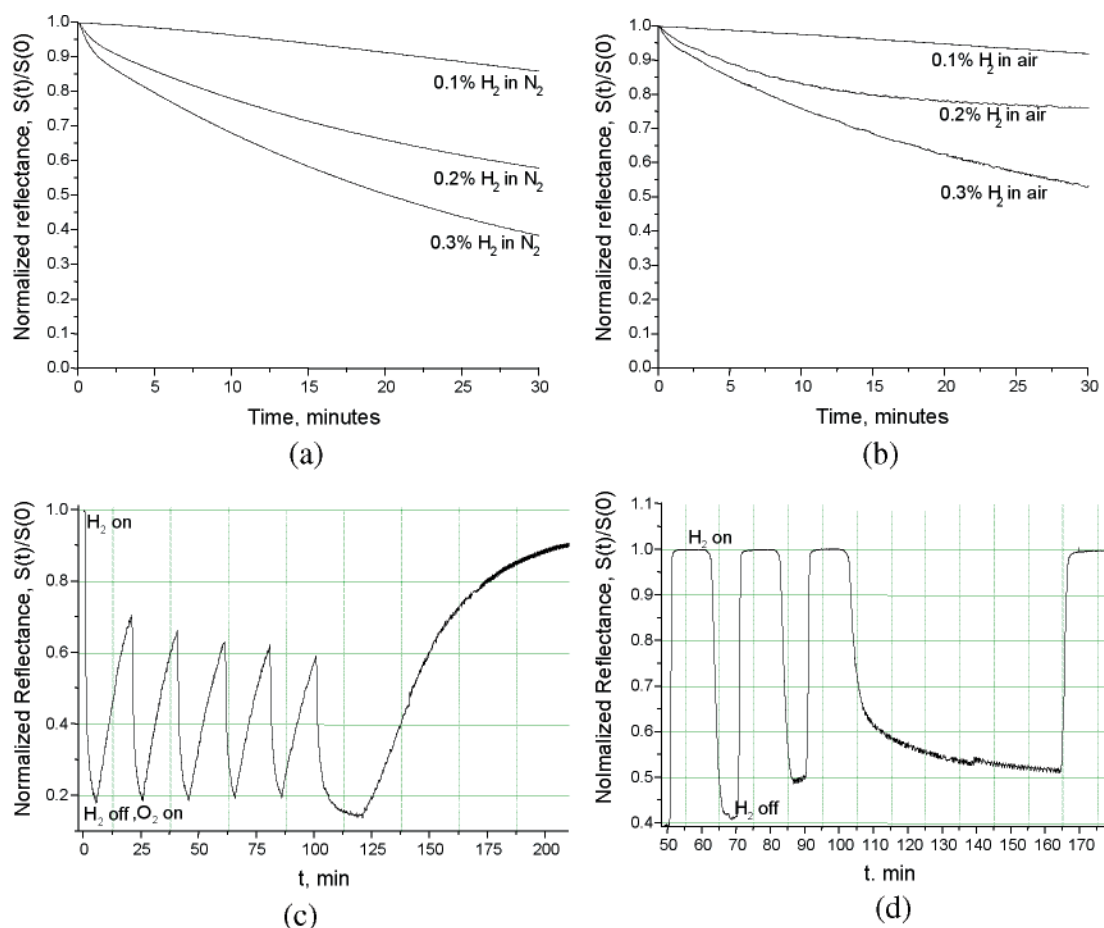 Normalized reflectance, S(t)/S(0)
1.0
0.9
0.8
0.7
0.6
0.5
0.4
0.3
0.2
0.1
0.0
0.1% H2 in N2
0.2% H2 in N2
0.3% H2 in N2
0 5 10 15 20 25 30
Time, minutes
(a)
Normalized reflectance, S(t)/S(0)
1.0
0.9
0.8
0.7
0.6
0.5
0.4
0.3
0.2
0.1
0.0
0.1% H2 in air
0.2% H2 in air
0.3% H2 in air
0 5 10 15 20 25 30
Time, minutes
(b)
Normalized Reflectance, S(t)/S(0)
1.0
0.8
0.6
0.4
0.2
H2 on
H2 off ,O2 on
0 25 50 75 100 125 150 175 200
t, min
(c)
Nolmalized Reflectance, S(t)/S(0)
1.1
1.0
0.9
0.8
0.7
0.6
0.5
0.4
H2 on
H2 off
50 60 70 80 90 100 110 120 130 140 150 160 170
t. min
(d)